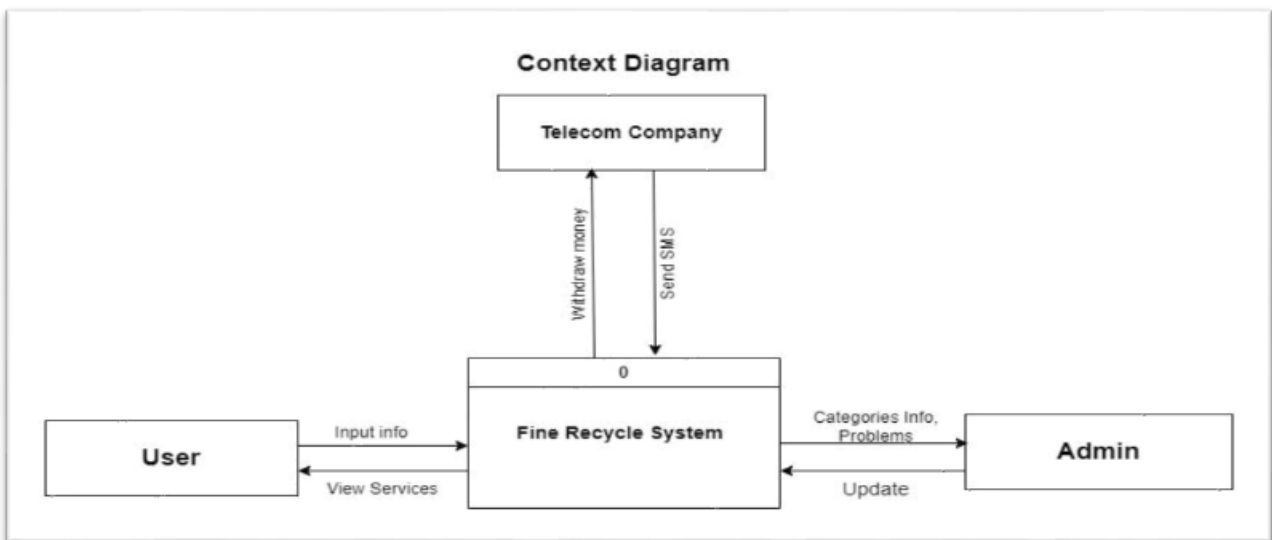 Context Diagram
Telecom Company
Withdraw money
Send SMS
0
Fine Recycle System
User
Input info
View Services
Categories Info,
Problems
Update
Admin